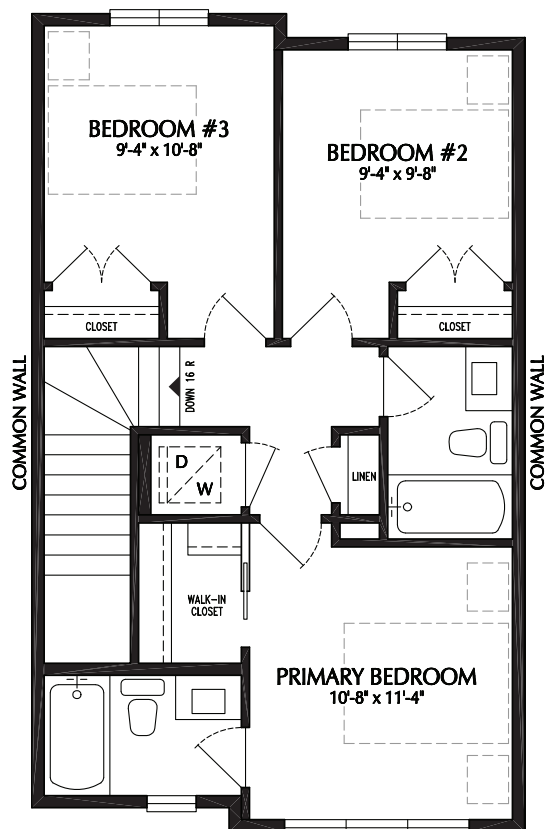 BEDROOM #3
9'-4" x 10'-8"
BEDROOM #2
9'-4" x 9'-8"
CLOSET
CLOSET
COMMON WALL
COMMON WALL
DOWN 16 R
D
W
LINEN
WALK-IN
CLOSET
PRIMARY BEDROOM
10'-8" x 11'-4"